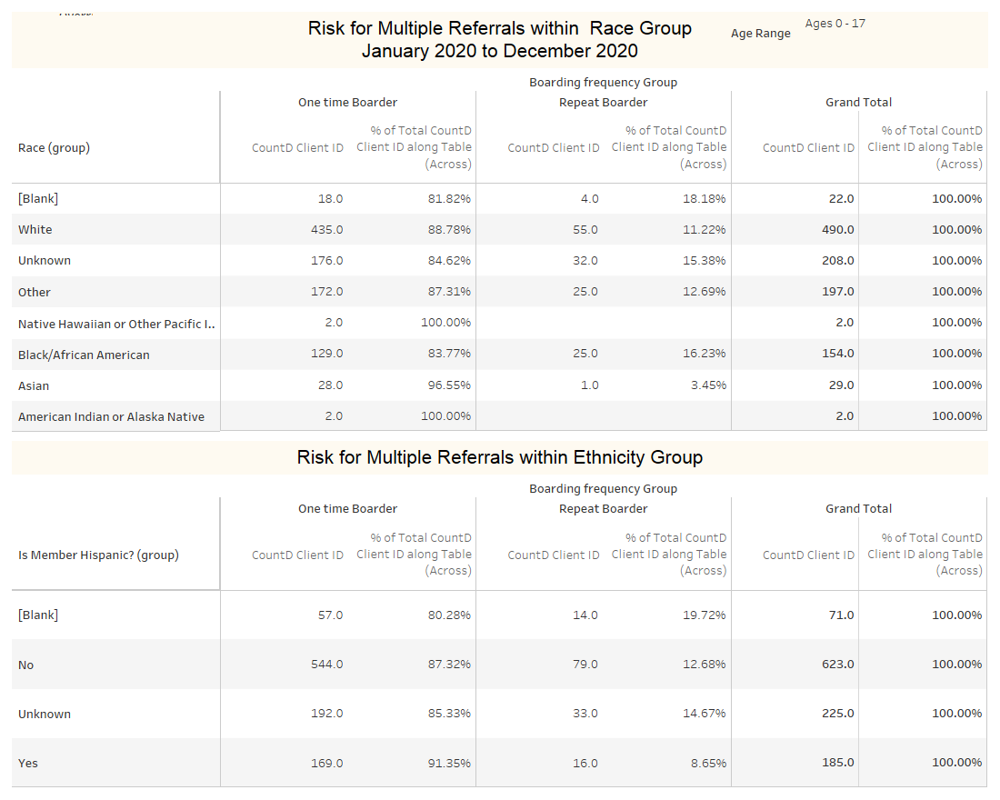 Risk for Multiple Referrals within Race Group
January 2020 to December 2020
Age Range Ages 0 - 17
Boarding frequency Group
One time Boarder Repeat Boarder Grand Total
Race (group) CountD Client ID % of Total CountD Client ID along Table (Across) CountD Client ID % of Total CountD Client ID along Table (Across) CountD Client ID % of Total CountD Client ID along Table (Across)
[Blank] 18.0 81.82% 4.0 18.18% 22.0 100.00%
White 435.0 88.78% 55.0 11.22% 490.0 100.00%
Unknown 176.0 84.62% 32.0 15.38% 208.0 100.00%
Other 172.0 87.31% 25.0 12.69% 197.0 100.00%
Native Hawaiian or Other Pacific I.. 2.0 100.00% 2.0 100.00%
Black/African American 129.0 83.77% 25.0 16.23% 154.0 100.00%
Asian 28.0 96.55% 1.0 3.45% 29.0 100.00%
American Indian or Alaska Native 2.0 100.00% 2.0 100.00%
Risk for Multiple Referrals within Ethnicity Group
Boarding frequency Group
One time Boarder Repeat Boarder Grand Total
Is Member Hispanic? (group) CountD Client ID % of Total CountD Client ID along Table (Across) CountD Client ID % of Total CountD Client ID along Table (Across) CountD Client ID % of Total CountD Client ID along Table (Across)
[Blank] 57.0 80.28% 14.0 19.72% 71.0 100.00%
No 544.0 87.32% 79.0 12.68% 623.0 100.00%
Unknown 192.0 85.33% 33.0 14.67% 225.0 100.00%
Yes 169.0 91.35% 16.0 8.65% 185.0 100.00%